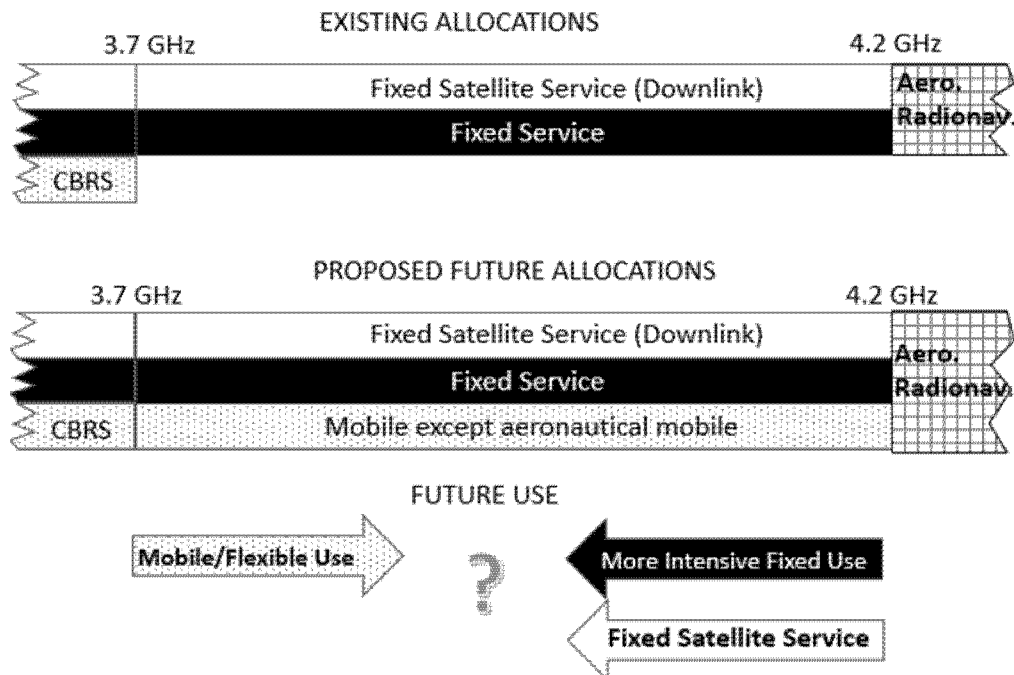 EXISTING ALLOCATIONS
3.7 GHz 4.2 GHz
Fixed Satellite Service (Downlink)
Aero.
Radionav.
Fixed Service
CBRS
PROPOSED FUTURE ALLOCATIONS
3.7 GHz 4.2 GHz
Fixed Satellite Service (Downlink)
Aero.
Radionav.
Fixed Service
CBRS Mobile except aeronautical mobile
FUTURE USE
Mobile/Flexible Use ? More Intensive Fixed Use
Fixed Satellite Service